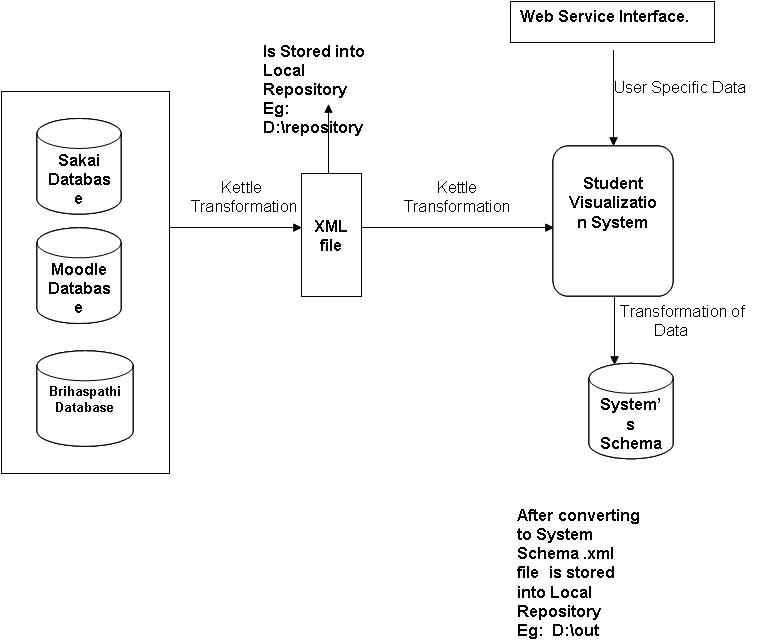 Web Service Interface.
Is Stored into
Local
Repository
Eg:
D:\repository
User Specific Data
Sakai
Databas
e
Kettle
Transformation
Kettle
Transformation
Student
Visualizatio
n System
XML
file
Moodle
Databas
e
Transformation of
Data
Brihaspathi
Database
System's
s
Schema
After converting
to System
Schema .xml
file is stored
into Local
Repository
Eg: D:\out